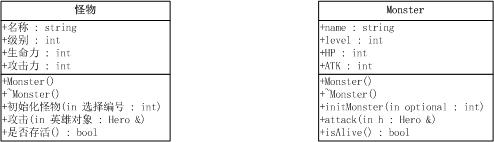 怪物
+名称 : string
+级别 : int
+生命力 : int
+攻击力 : int
+Monster()
+~Monster()
+初始化怪物(in 选择编号 : int)
+攻击(in 英雄对象 : Hero &)
+是否存活() : bool
Monster
+name : string
+level : int
+HP : int
+ATK : int
+Monster()
+~Monster()
+initMonster(in optional : int)
+attack(in h : Hero &)
+isAlive() : bool